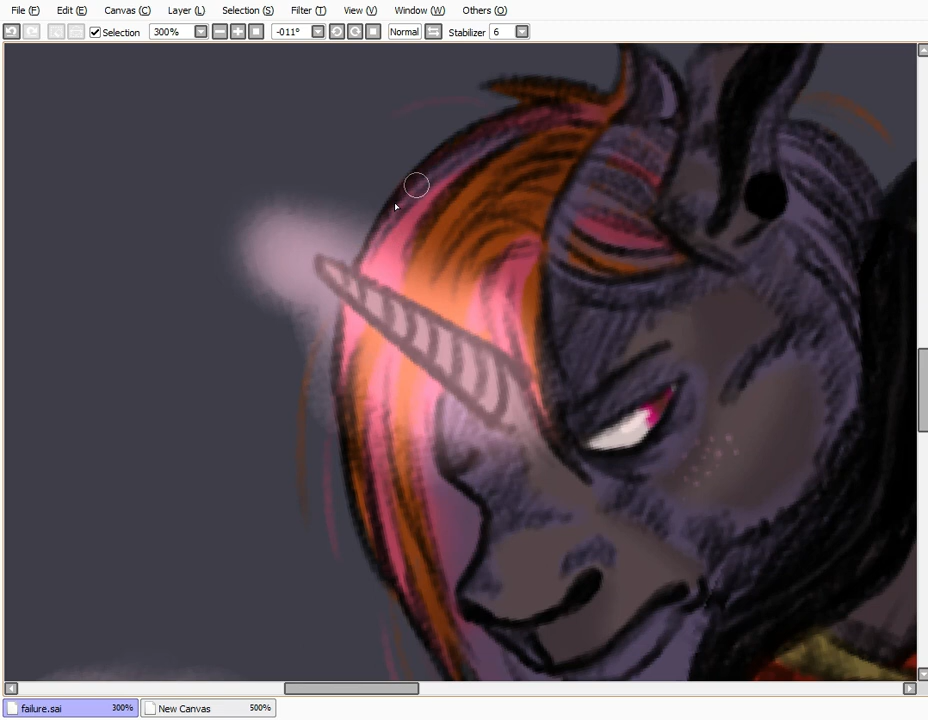 File (F) Edit (E) Canvas (C) Layer (L) Selection (S) Filter (T) View (V) Window (W) Others (O)
Selection 300% -011° Normal Stabilizer 6
failure.sai 300% New Canvas 500%